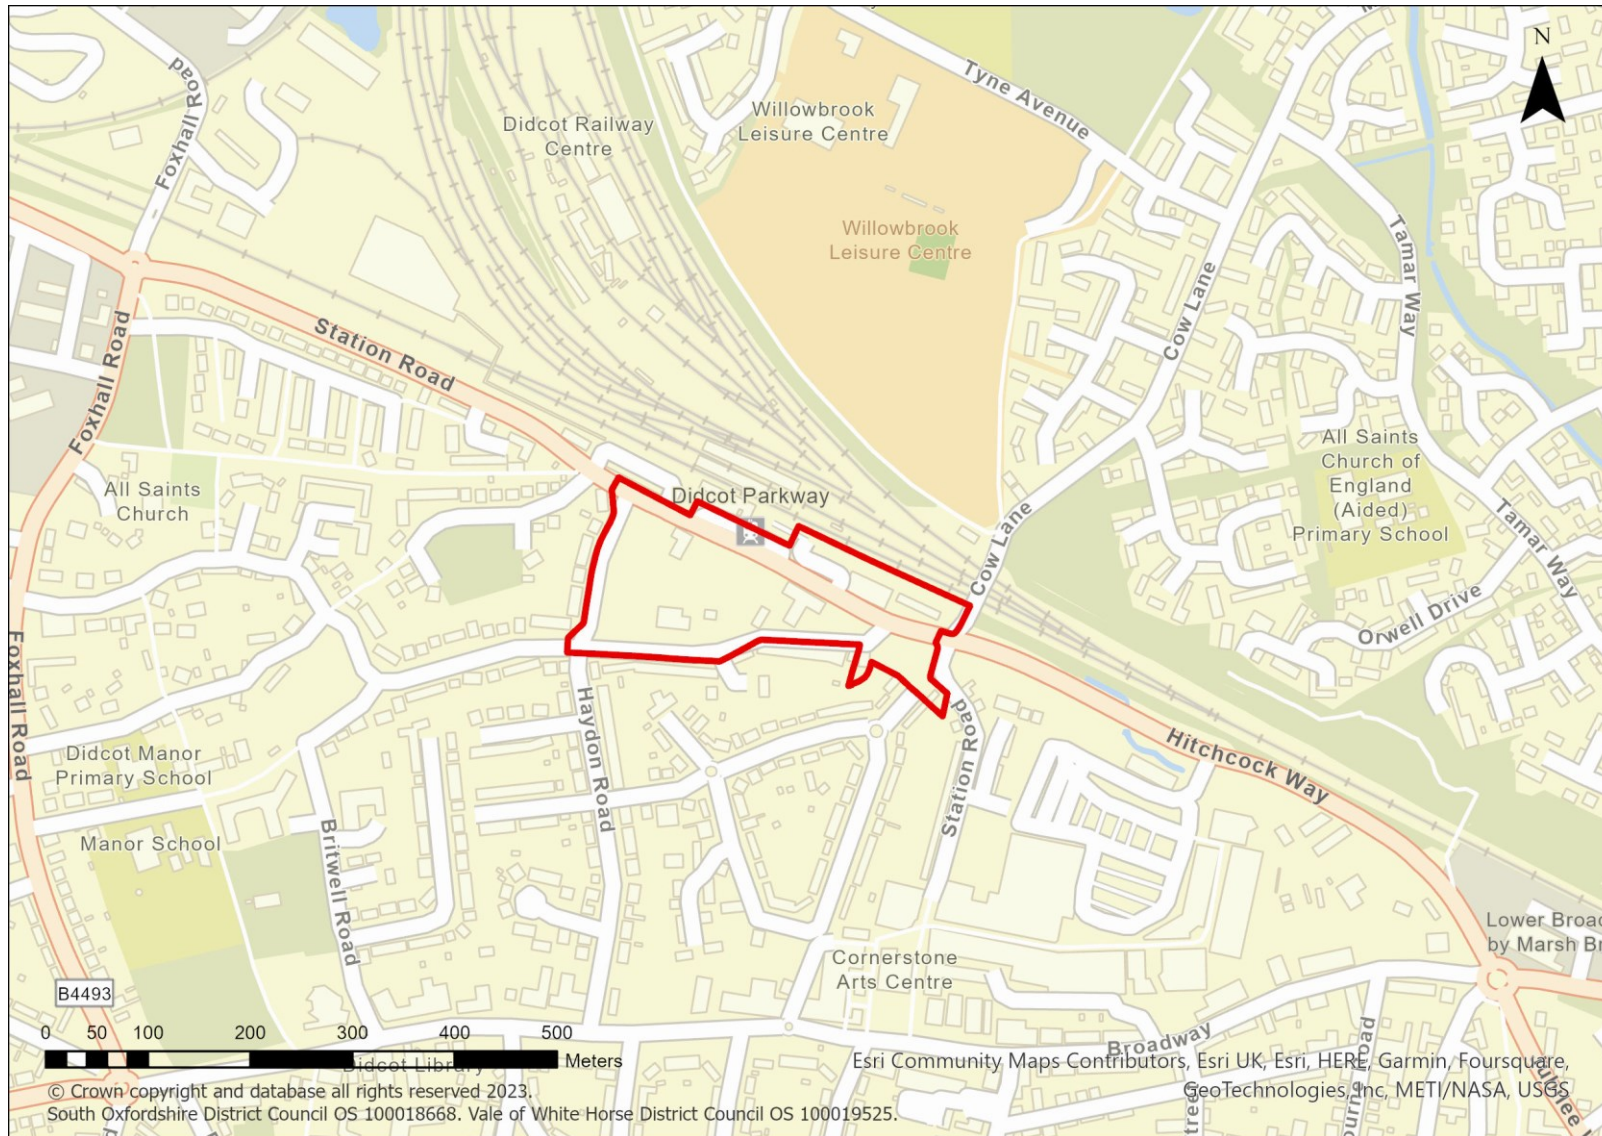 N
Foxhall Road
Didcot Railway
Centre
Willowbrook
Leisure Centre
Tyne Avenue
Willowbrook
Leisure Centre
Tamar Way
Cow Lane
Station Road
Foxhall Road
All Saints
Church
Didcot Parkway
All Saints
Church of
England
(Aided)
Primary School
Cow Lane
Tamar Way
Orwell Drive
Foxhall Road
Haydon Road
Station Road
Hitchcock Way
Didcot Manor
Primary School
Manor School
Britwell Road
Lower Broad
by Marsh Br
Cornerstone
Arts Centre
B4493
Broadway
0 50 100 200 300 400 500
Meters
Didcot Library
Esri Community Maps Contributors, Esri UK, Esri, HERE, Garmin, Foursquare,
GeoTechnologies, Inc, METI/NASA, USGS
© Crown copyright and database all rights reserved 2023.
South Oxfordshire District Council OS 100018668. Vale of White Horse District Council OS 100019525.